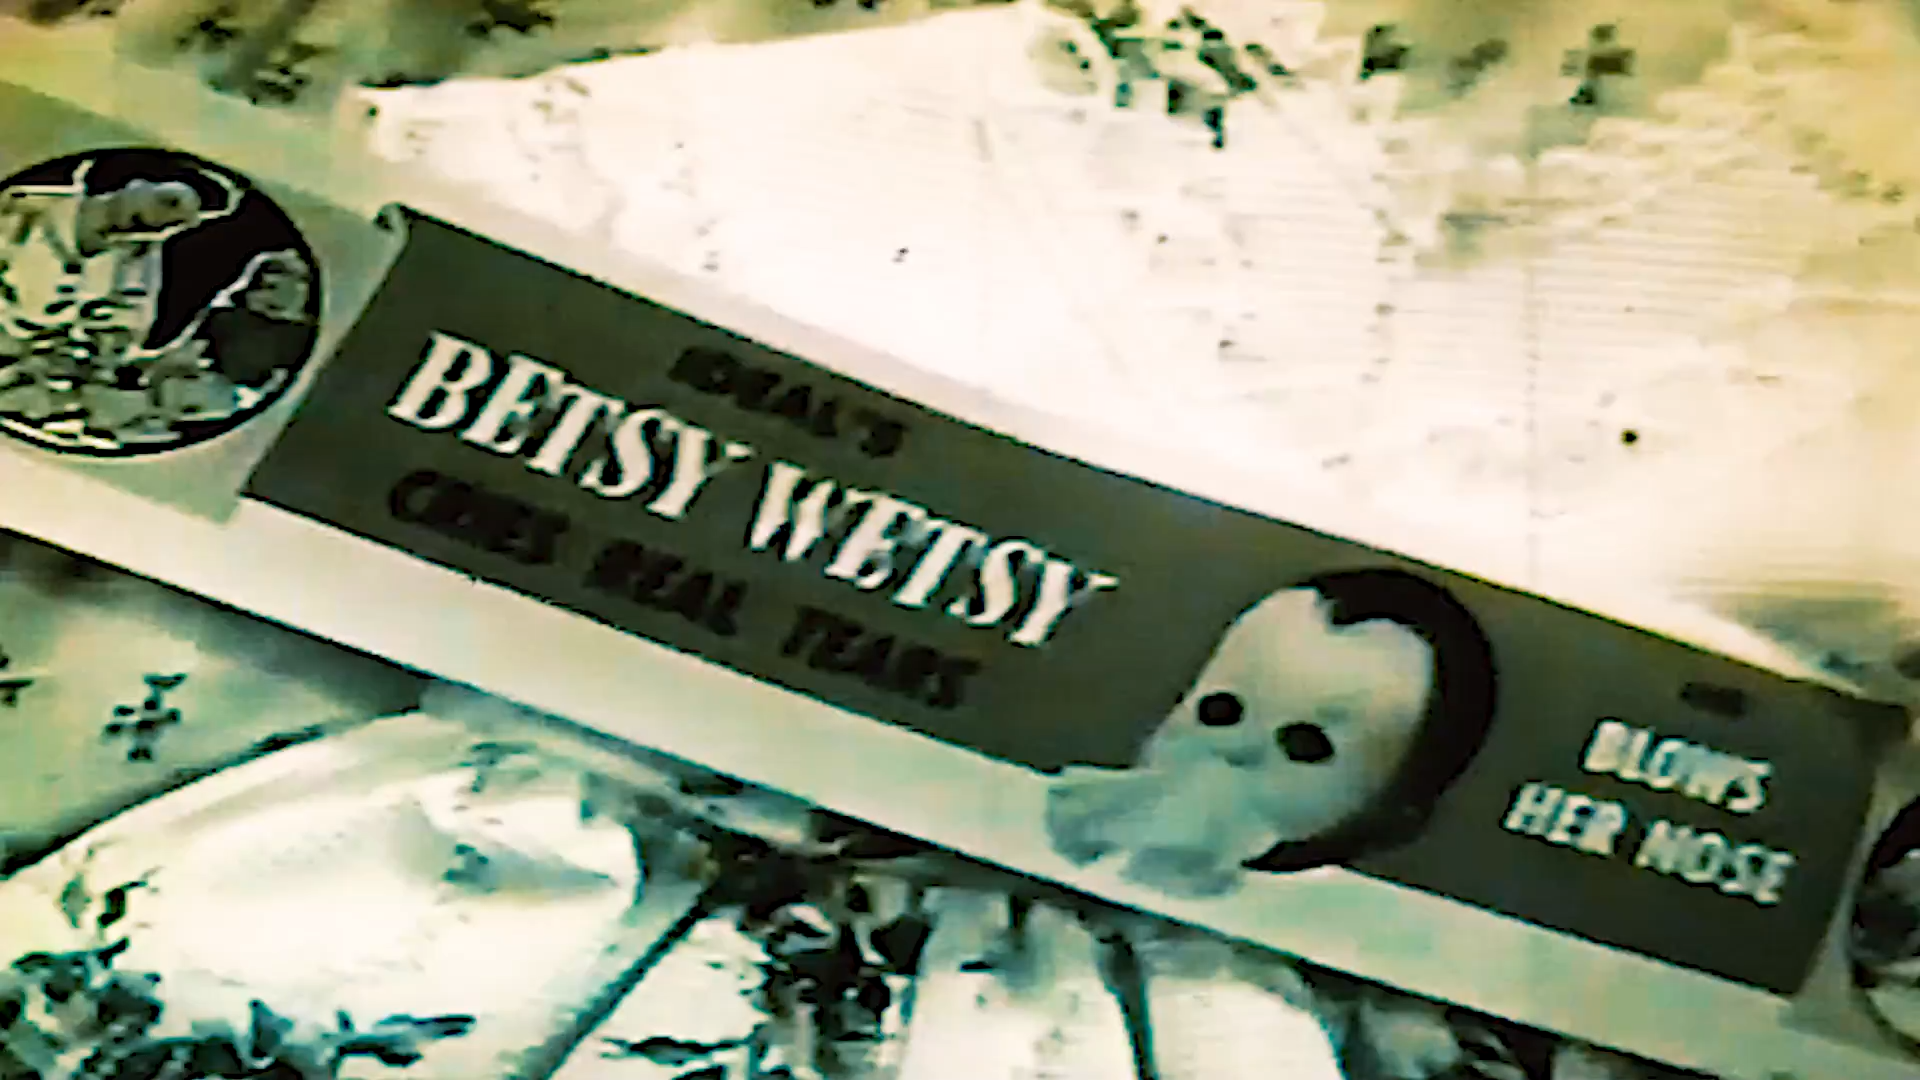 IDEAL'S
BETSY WETSY
CRIES REAL TEARS
BLOWS
HER NOSE